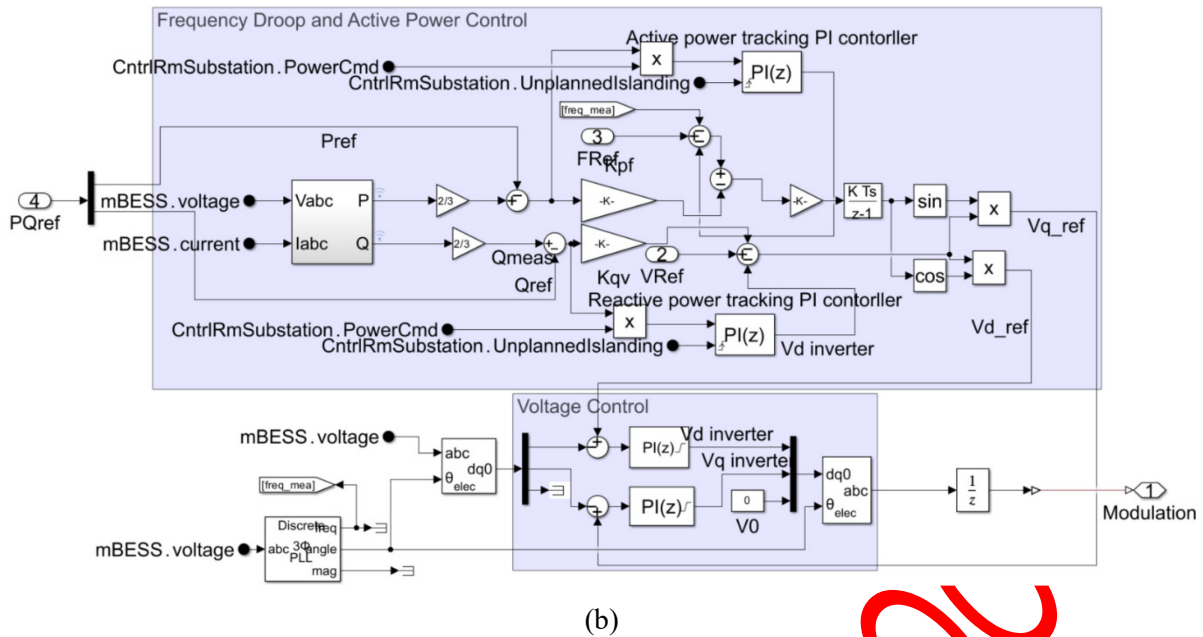 Frequency Droop and Active Power Control
Active power tracking PI contorller
CntrlRmSubstation.PowerCmd
x
PI(z)
CntrlRmSubstation.UnplannedIslanding
[freq_mea]
3
FRef
Pref
Kpf
4
PQref
mBESS.voltage
mBESS.current
Vabc
P
Iabc
Q
2/3
2/3
-K-
-K-
-K-
K Ts
z-1
sin
x
Vq_ref
cos
x
Vd_ref
Qmeas
Qref
Kqv
2
VRef
Reactive power tracking PI contorller
CntrlRmSubstation.PowerCmd
x
PI(z)
CntrlRmSubstation.UnplannedIslanding
Vd inverter
Voltage Control
mBESS.voltage
abc
dq0
θelec
[freq_mea]
PI(z)
Vd inverter
Vq inverter
PI(z)
0
V0
dq0
abc
θelec
1
z
1
Modulation
mBESS.voltage
Discrete
freq
abc
3Φ
angle
PLL
mag
(b)